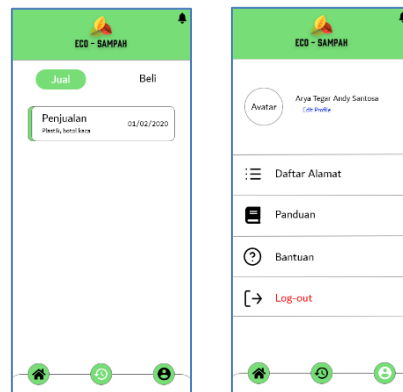 ECO - SAMPAH
Jual
Beli
Penjualan
Plastik, botol kaca
01/02/2020
ECO - SAMPAH
Avatar
Arya Tegar Andy Santosa
Edit Profile
Daftar Alamat
Panduan
Bantuan
Log-out